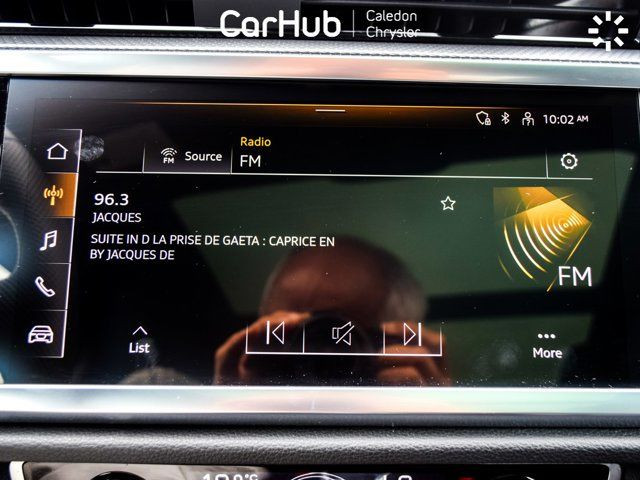 CarHub
Caledon
Chrysler
10:02 AM
FM
Source
Radio
FM
96.3
JACQUES
SUITE IN D LA PRISE DE GAETA : CAPRICE EN
BY JACQUES DE
FM
List
More